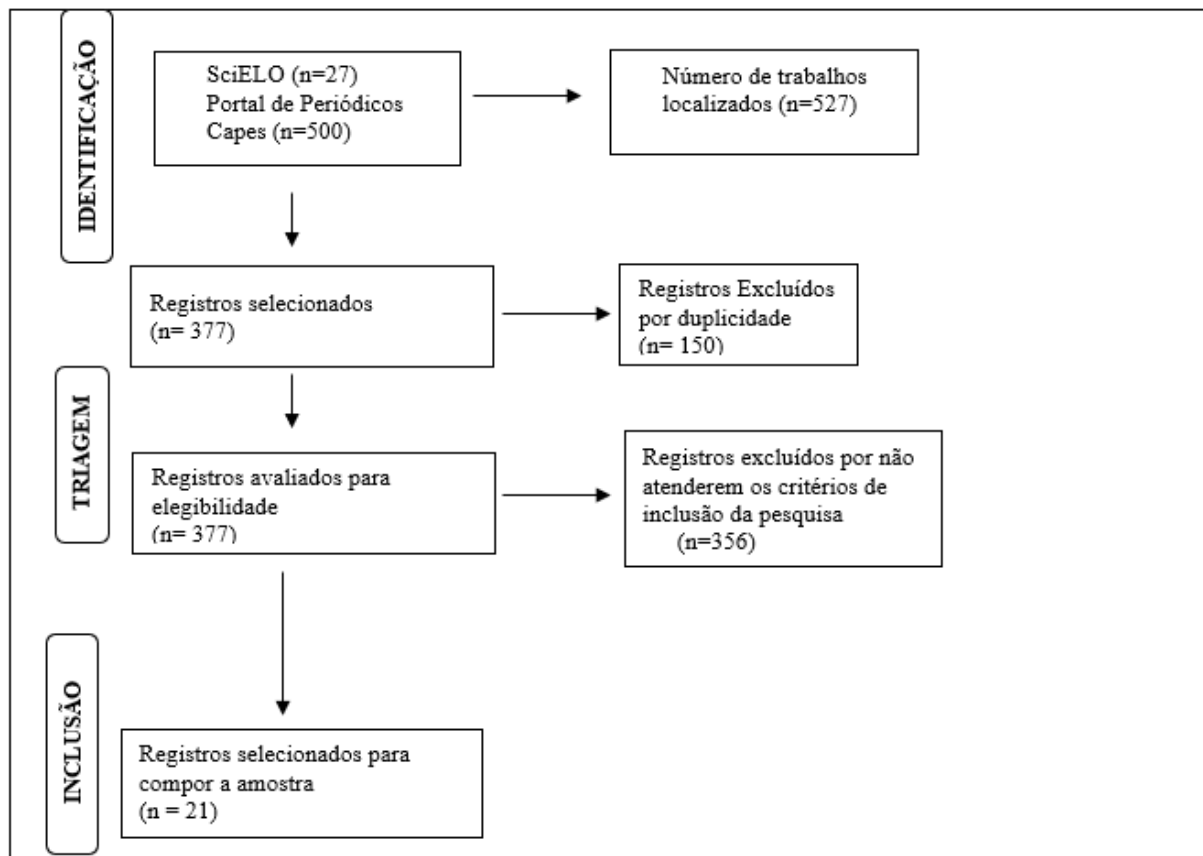 IDENTIFICAÇÃO
SciELO (n=27)
Portal de Periódicos
Capes (n=500)
Número de trabalhos
localizados (n=527)
Registros selecionados
(n= 377)
Registros Excluídos
por duplicidade
(n= 150)
TRIAGEM
Registros avaliados para
elegibilidade
(n= 377)
Registros excluídos por não
atenderem os critérios de
inclusão da pesquisa
(n=356)
INCLUSÃO
Registros selecionados para
compor a amostra
(n = 21)